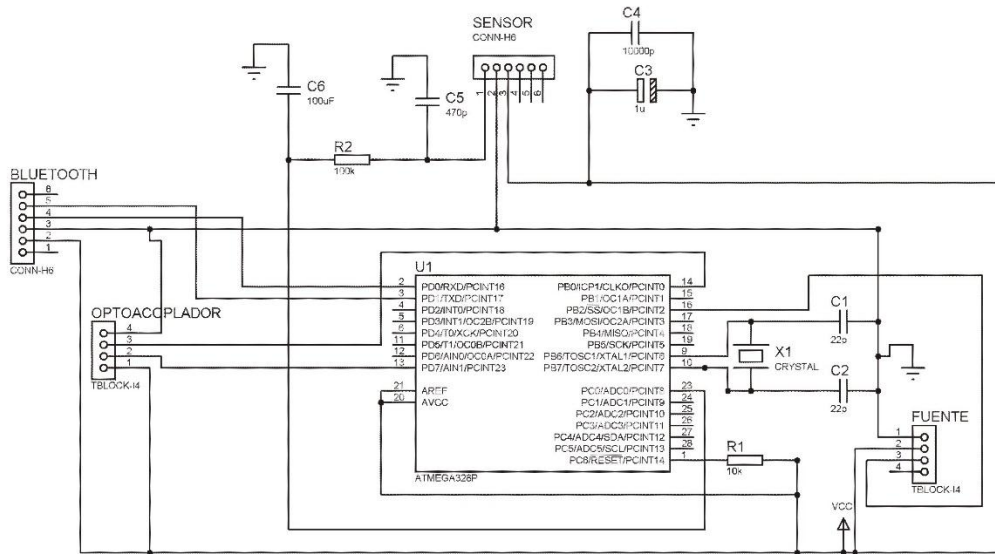 SENSOR
CONN-H6
1
2
3
4
5
6
C4
10000p
C3
1u
C6
100uF
C5
470p
R2
100k
BLUETOOTH
6
5
4
3
2
1
CONN-H6
OPTOACOPLADOR
4
3
2
1
TBLOCK-I4
U1
2 PD0/RXD/PCINT16
3 PD1/TXD/PCINT17
4 PD2/INT0/PCINT18
5 PD3/INT1/OC2B/PCINT19
6 PD4/T0/XCK/PCINT20
11 PD5/T1/OC0B/PCINT21
12 PD6/AIN0/OC0A/PCINT22
13 PD7/AIN1/PCINT23
21 AREF
20 AVCC
PB0/ICP1/CLKO/PCINT0 14
PB1/OC1A/PCINT1 15
PB2/SS/OC1B/PCINT2 16
PB3/MOSI/OC2A/PCINT3 17
PB4/MISO/PCINT4 18
PB5/SCK/PCINT5 19
PB6/TOSC1/XTAL1/PCINT6 9
PB7/TOSC2/XTAL2/PCINT7 10
PC0/ADC0/PCINT8 23
PC1/ADC1/PCINT9 24
PC2/ADC2/PCINT10 25
PC3/ADC3/PCINT11 26
PC4/ADC4/SDA/PCINT12 27
PC5/ADC5/SCL/PCINT13 28
PC6/RESET/PCINT14 1
ATMEGA328P
C1
22p
X1
CRYSTAL
C2
22p
R1
10k
FUENTE
1
2
3
4
TBLOCK-I4
VCC